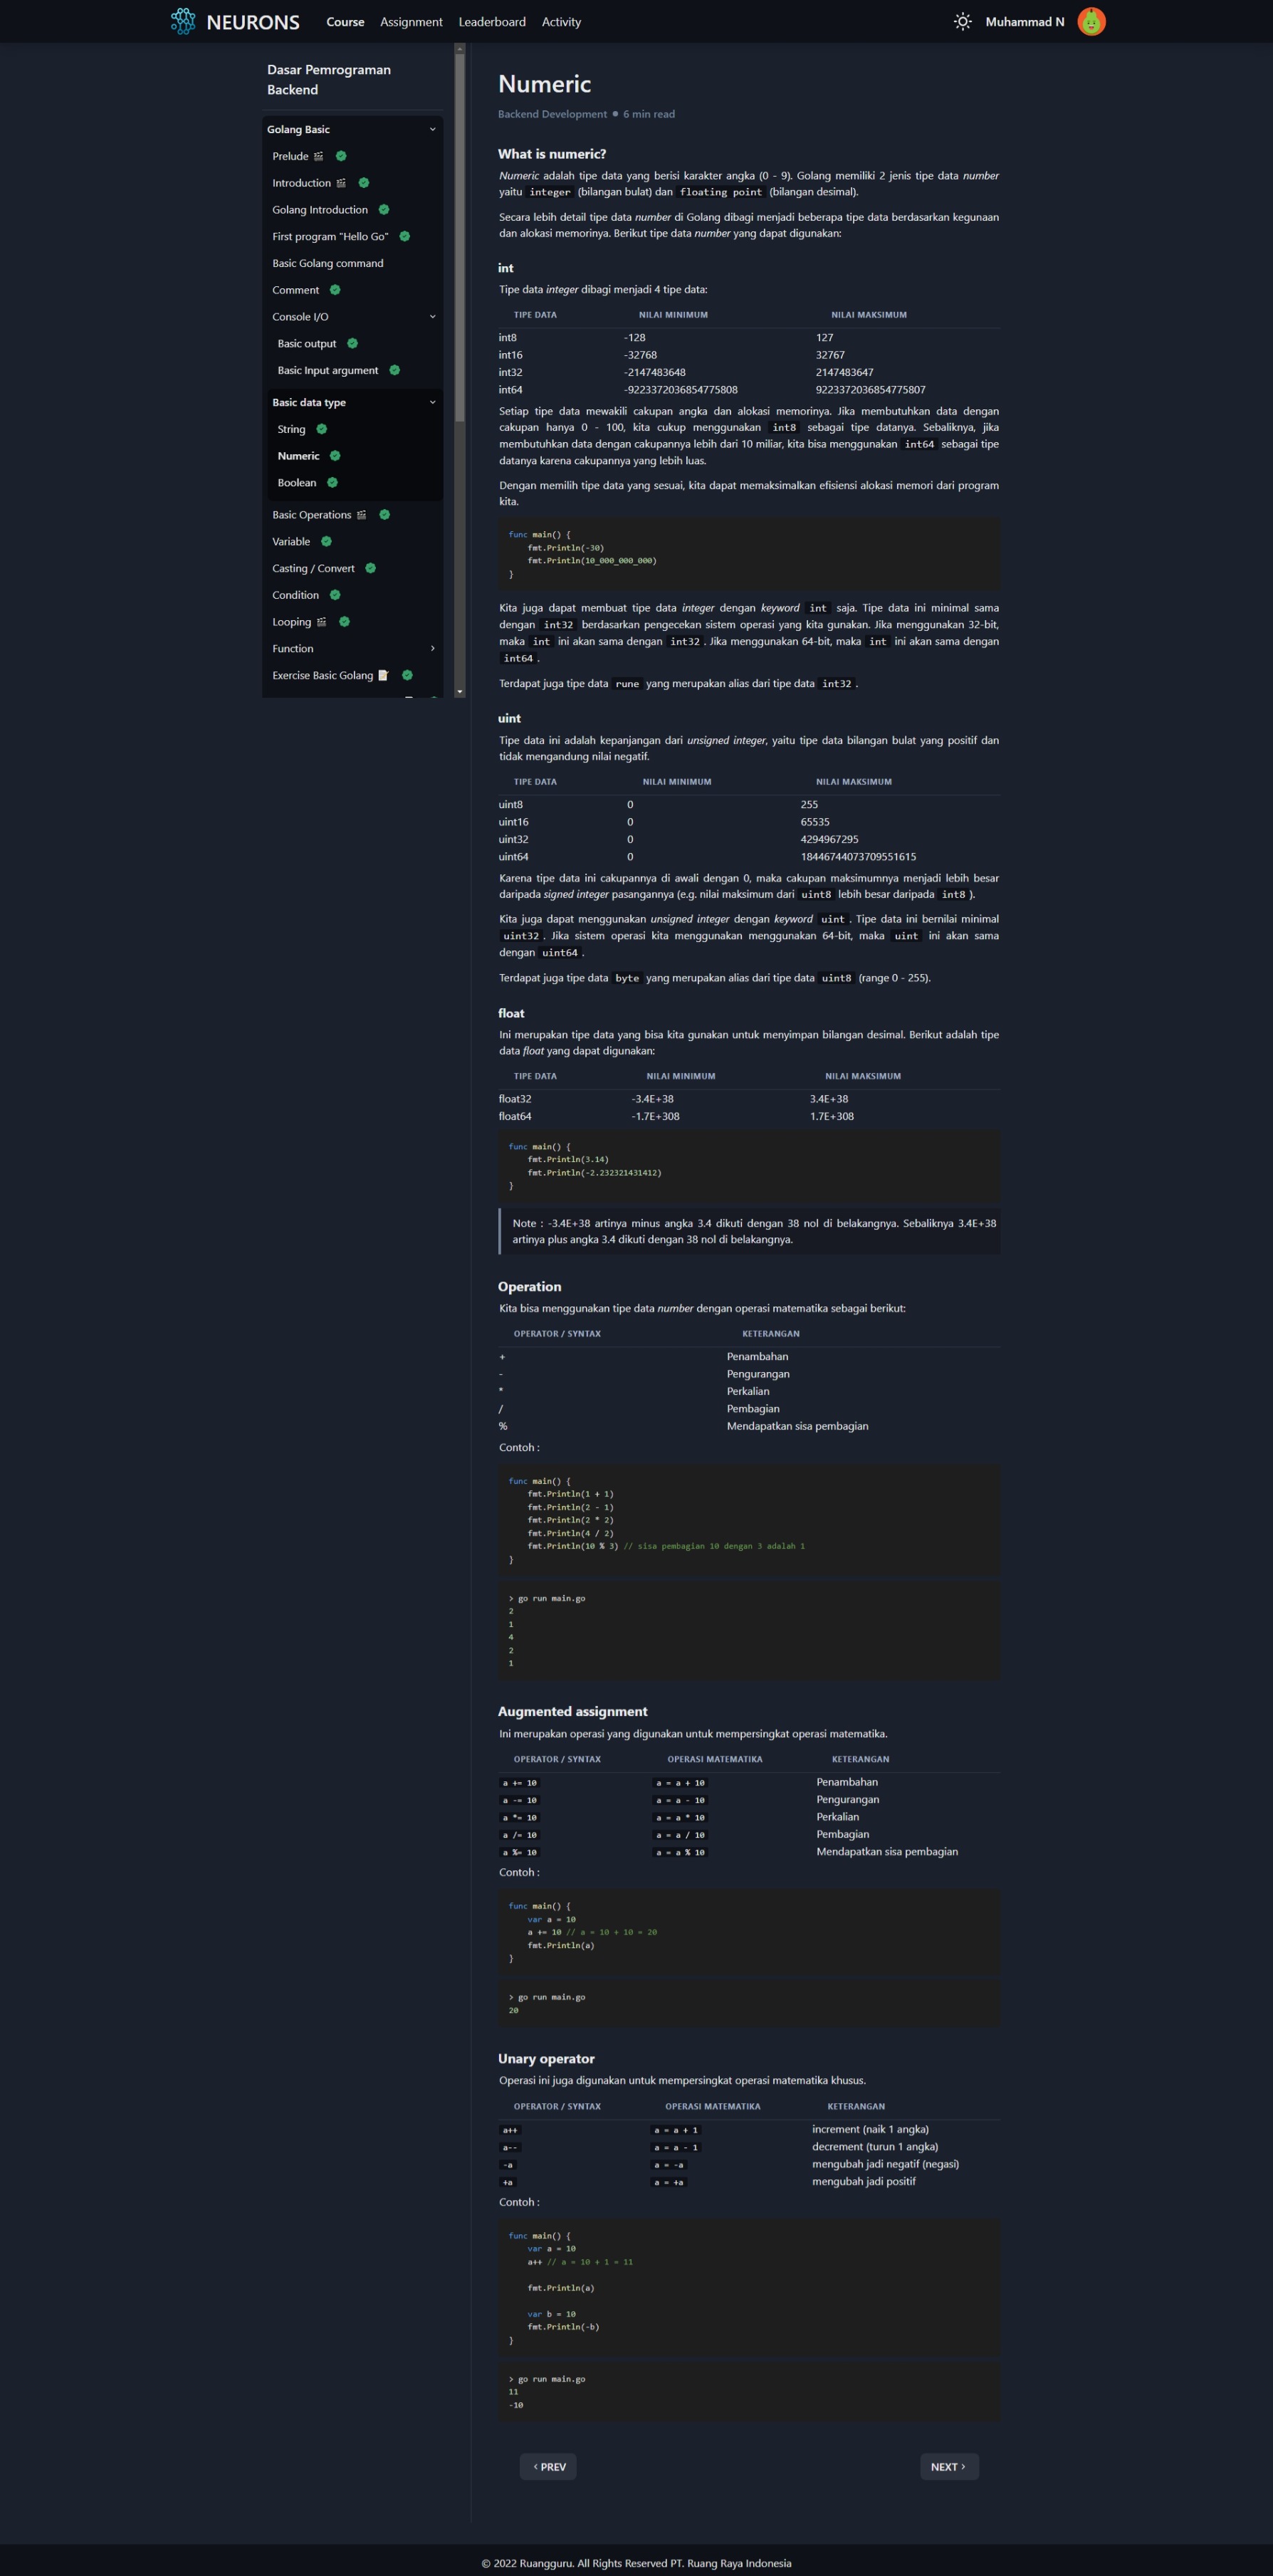 NEURONS Course Assignment Leaderboard Activity Muhammad N
Dasar Pemrograman
Backend
Golang Basic
Prelude
Introduction
Golang Introduction
First program "Hello Go"
Basic Golang command
Comment
Console I/O
Basic output
Basic Input argument
Basic data type
String
Numeric
Boolean
Basic Operations
Variable
Casting / Convert
Condition
Looping
Function
Exercise Basic Golang
Numeric
Backend Development • 6 min read
What is numeric?
Numeric adalah tipe data yang berisi karakter angka (0 - 9). Golang memiliki 2 jenis tipe data number
yaitu integer (bilangan bulat) dan floating point (bilangan desimal).
Secara lebih detail tipe data number di Golang dibagi menjadi beberapa tipe data berdasarkan kegunaan
dan alokasi memorinya. Berikut tipe data number yang dapat digunakan:
int
Tipe data integer dibagi menjadi 4 tipe data:
TIPE DATA NILAI MINIMUM NILAI MAKSIMUM
int8 -128 127
int16 -32768 32767
int32 -2147483648 2147483647
int64 -9223372036854775808 9223372036854775807
Setiap tipe data mewakili cakupan angka dan alokasi memorinya. Jika membutuhkan data dengan
cakupan hanya 0 - 100, kita cukup menggunakan int8 sebagai tipe datanya. Sebaliknya, jika
membutuhkan data dengan cakupannya lebih dari 10 miliar, kita bisa menggunakan int64 sebagai tipe
datanya karena cakupannya yang lebih luas.
Dengan memilih tipe data yang sesuai, kita dapat memaksimalkan efisiensi alokasi memori dari program
kita.
func main() {
fmt.Println(-30)
fmt.Println(10_000_000_000)
}
Kita juga dapat membuat tipe data integer dengan keyword int saja. Tipe data ini minimal sama
dengan int32 berdasarkan pengecekan sistem operasi yang kita gunakan. Jika menggunakan 32-bit,
maka int ini akan sama dengan int32 . Jika menggunakan 64-bit, maka int ini akan sama dengan
int64 .
Terdapat juga tipe data rune yang merupakan alias dari tipe data int32 .
uint
Tipe data ini adalah kepanjangan dari unsigned integer, yaitu tipe data bilangan bulat yang positif dan
tidak mengandung nilai negatif.
TIPE DATA NILAI MINIMUM NILAI MAKSIMUM
uint8 0 255
uint16 0 65535
uint32 0 4294967295
uint64 0 18446744073709551615
Karena tipe data ini cakupannya di awali dengan 0, maka cakupan maksimumnya menjadi lebih besar
daripada signed integer pasangannya (e.g. nilai maksimum dari uint8 lebih besar daripada int8 ).
Kita juga dapat menggunakan unsigned integer dengan keyword uint . Tipe data ini bernilai minimal
uint32 . Jika sistem operasi kita menggunakan menggunakan 64-bit, maka uint ini akan sama
dengan uint64 .
Terdapat juga tipe data byte yang merupakan alias dari tipe data uint8 (range 0 - 255).
float
Ini merupakan tipe data yang bisa kita gunakan untuk menyimpan bilangan desimal. Berikut adalah tipe
data float yang dapat digunakan:
TIPE DATA NILAI MINIMUM NILAI MAKSIMUM
float32 -3.4E+38 3.4E+38
float64 -1.7E+308 1.7E+308
func main() {
fmt.Println(3.14)
fmt.Println(-2.232321431412)
}
Note : -3.4E+38 artinya minus angka 3.4 dikuti dengan 38 nol di belakangnya. Sebaliknya 3.4E+38
artinya plus angka 3.4 dikuti dengan 38 nol di belakangnya.
Operation
Kita bisa menggunakan tipe data number dengan operasi matematika sebagai berikut:
OPERATOR / SYNTAX KETERANGAN
+ Penambahan
- Pengurangan
* Perkalian
/ Pembagian
% Mendapatkan sisa pembagian
Contoh :
func main() {
fmt.Println(1 + 1)
fmt.Println(2 - 1)
fmt.Println(2 * 2)
fmt.Println(4 / 2)
fmt.Println(10 % 3) // sisa pembagian 10 dengan 3 adalah 1
}
> go run main.go
2
1
4
2
1
Augmented assignment
Ini merupakan operasi yang digunakan untuk mempersingkat operasi matematika.
OPERATOR / SYNTAX OPERASI MATEMATIKA KETERANGAN
a += 10 a = a + 10 Penambahan
a -= 10 a = a - 10 Pengurangan
a *= 10 a = a * 10 Perkalian
a /= 10 a = a / 10 Pembagian
a %= 10 a = a % 10 Mendapatkan sisa pembagian
Contoh :
func main() {
var a = 10
a += 10 // a = 10 + 10 = 20
fmt.Println(a)
}
> go run main.go
20
Unary operator
Operasi ini juga digunakan untuk mempersingkat operasi matematika khusus.
OPERATOR / SYNTAX OPERASI MATEMATIKA KETERANGAN
a++ a = a + 1 increment (naik 1 angka)
a-- a = a - 1 decrement (turun 1 angka)
-a a = -a mengubah jadi negatif (negasi)
+a a = +a mengubah jadi positif
Contoh :
func main() {
var a = 10
a++ // a = 10 + 1 = 11
fmt.Println(a)
var b = 10
fmt.Println(-b)
}
> go run main.go
11
-10
‹ PREV NEXT ›
© 2022 Ruangguru. All Rights Reserved PT. Ruang Raya Indonesia